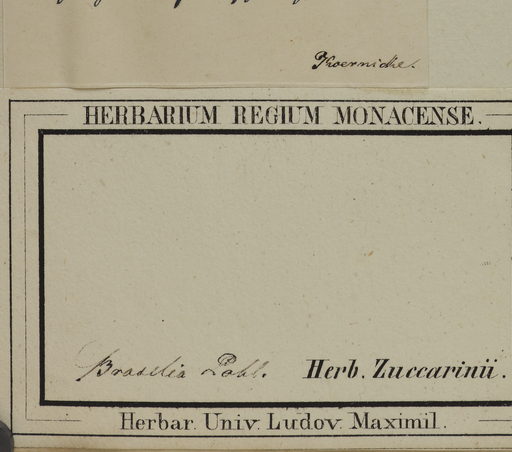 Koernicke.
HERBARIUM REGIUM MONACENSE.
Brasilia Pohl. Herb. Zuccarinii.
Herbar. Univ. Ludov. Maximil.